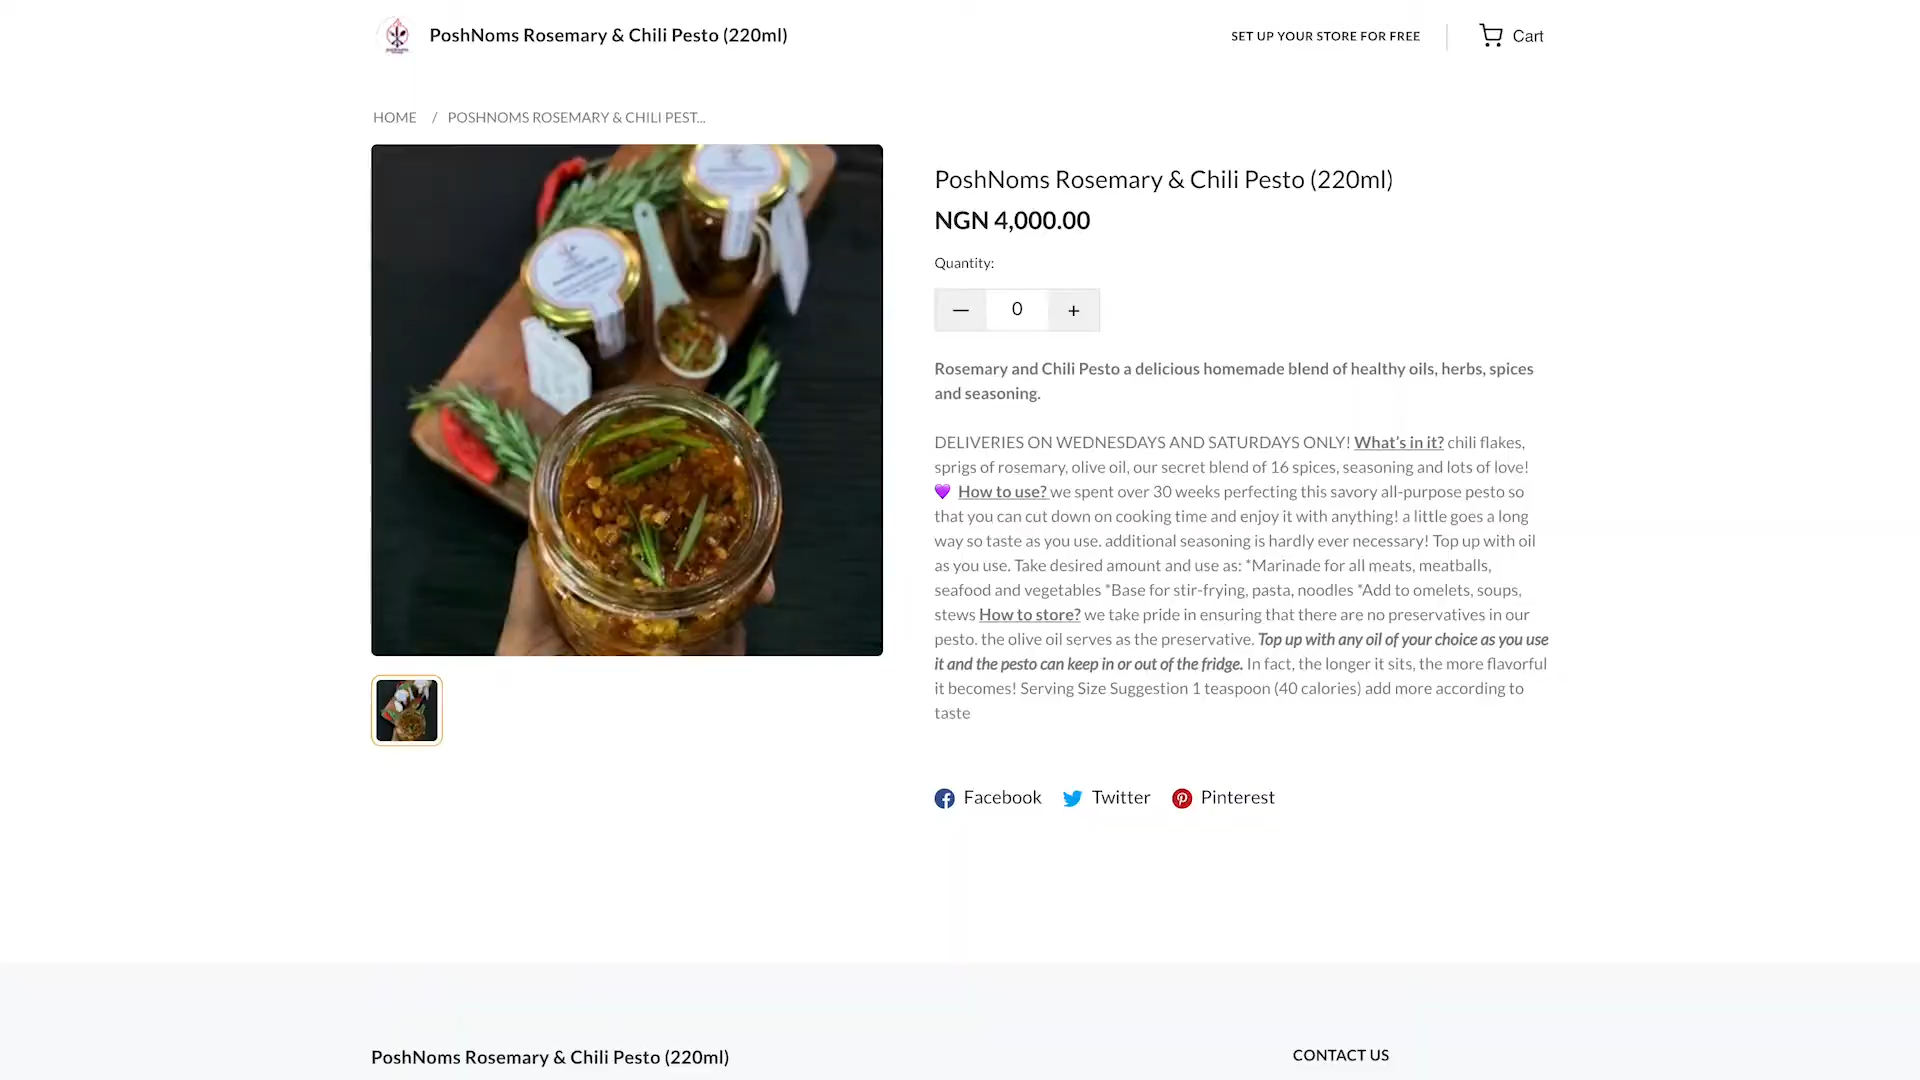 PoshNoms Rosemary & Chili Pesto (220ml)
SET UP YOUR STORE FOR FREE
Cart
HOME / POSHNOMS ROSEMARY & CHILI PEST...
PoshNoms Rosemary & Chili Pesto (220ml)
NGN 4,000.00
Quantity:
— 0 +
Rosemary and Chili Pesto a delicious homemade blend of healthy oils, herbs, spices
and seasoning.
DELIVERIES ON WEDNESDAYS AND SATURDAYS ONLY! What's in it? chili flakes,
sprigs of rosemary, olive oil, our secret blend of 16 spices, seasoning and lots of love!
💜 How to use? we spent over 30 weeks perfecting this savory all-purpose pesto so
that you can cut down on cooking time and enjoy it with anything! a little goes a long
way so taste as you use. additional seasoning is hardly ever necessary! Top up with oil
as you use. Take desired amount and use as: *Marinade for all meats, meatballs,
seafood and vegetables *Base for stir-frying, pasta, noodles *Add to omelets, soups,
stews How to store? we take pride in ensuring that there are no preservatives in our
pesto. the olive oil serves as the preservative. Top up with any oil of your choice as you use
it and the pesto can keep in or out of the fridge. In fact, the longer it sits, the more flavorful
it becomes! Serving Size Suggestion 1 teaspoon (40 calories) add more according to
taste
Facebook Twitter Pinterest
PoshNoms Rosemary & Chili Pesto (220ml)
CONTACT US